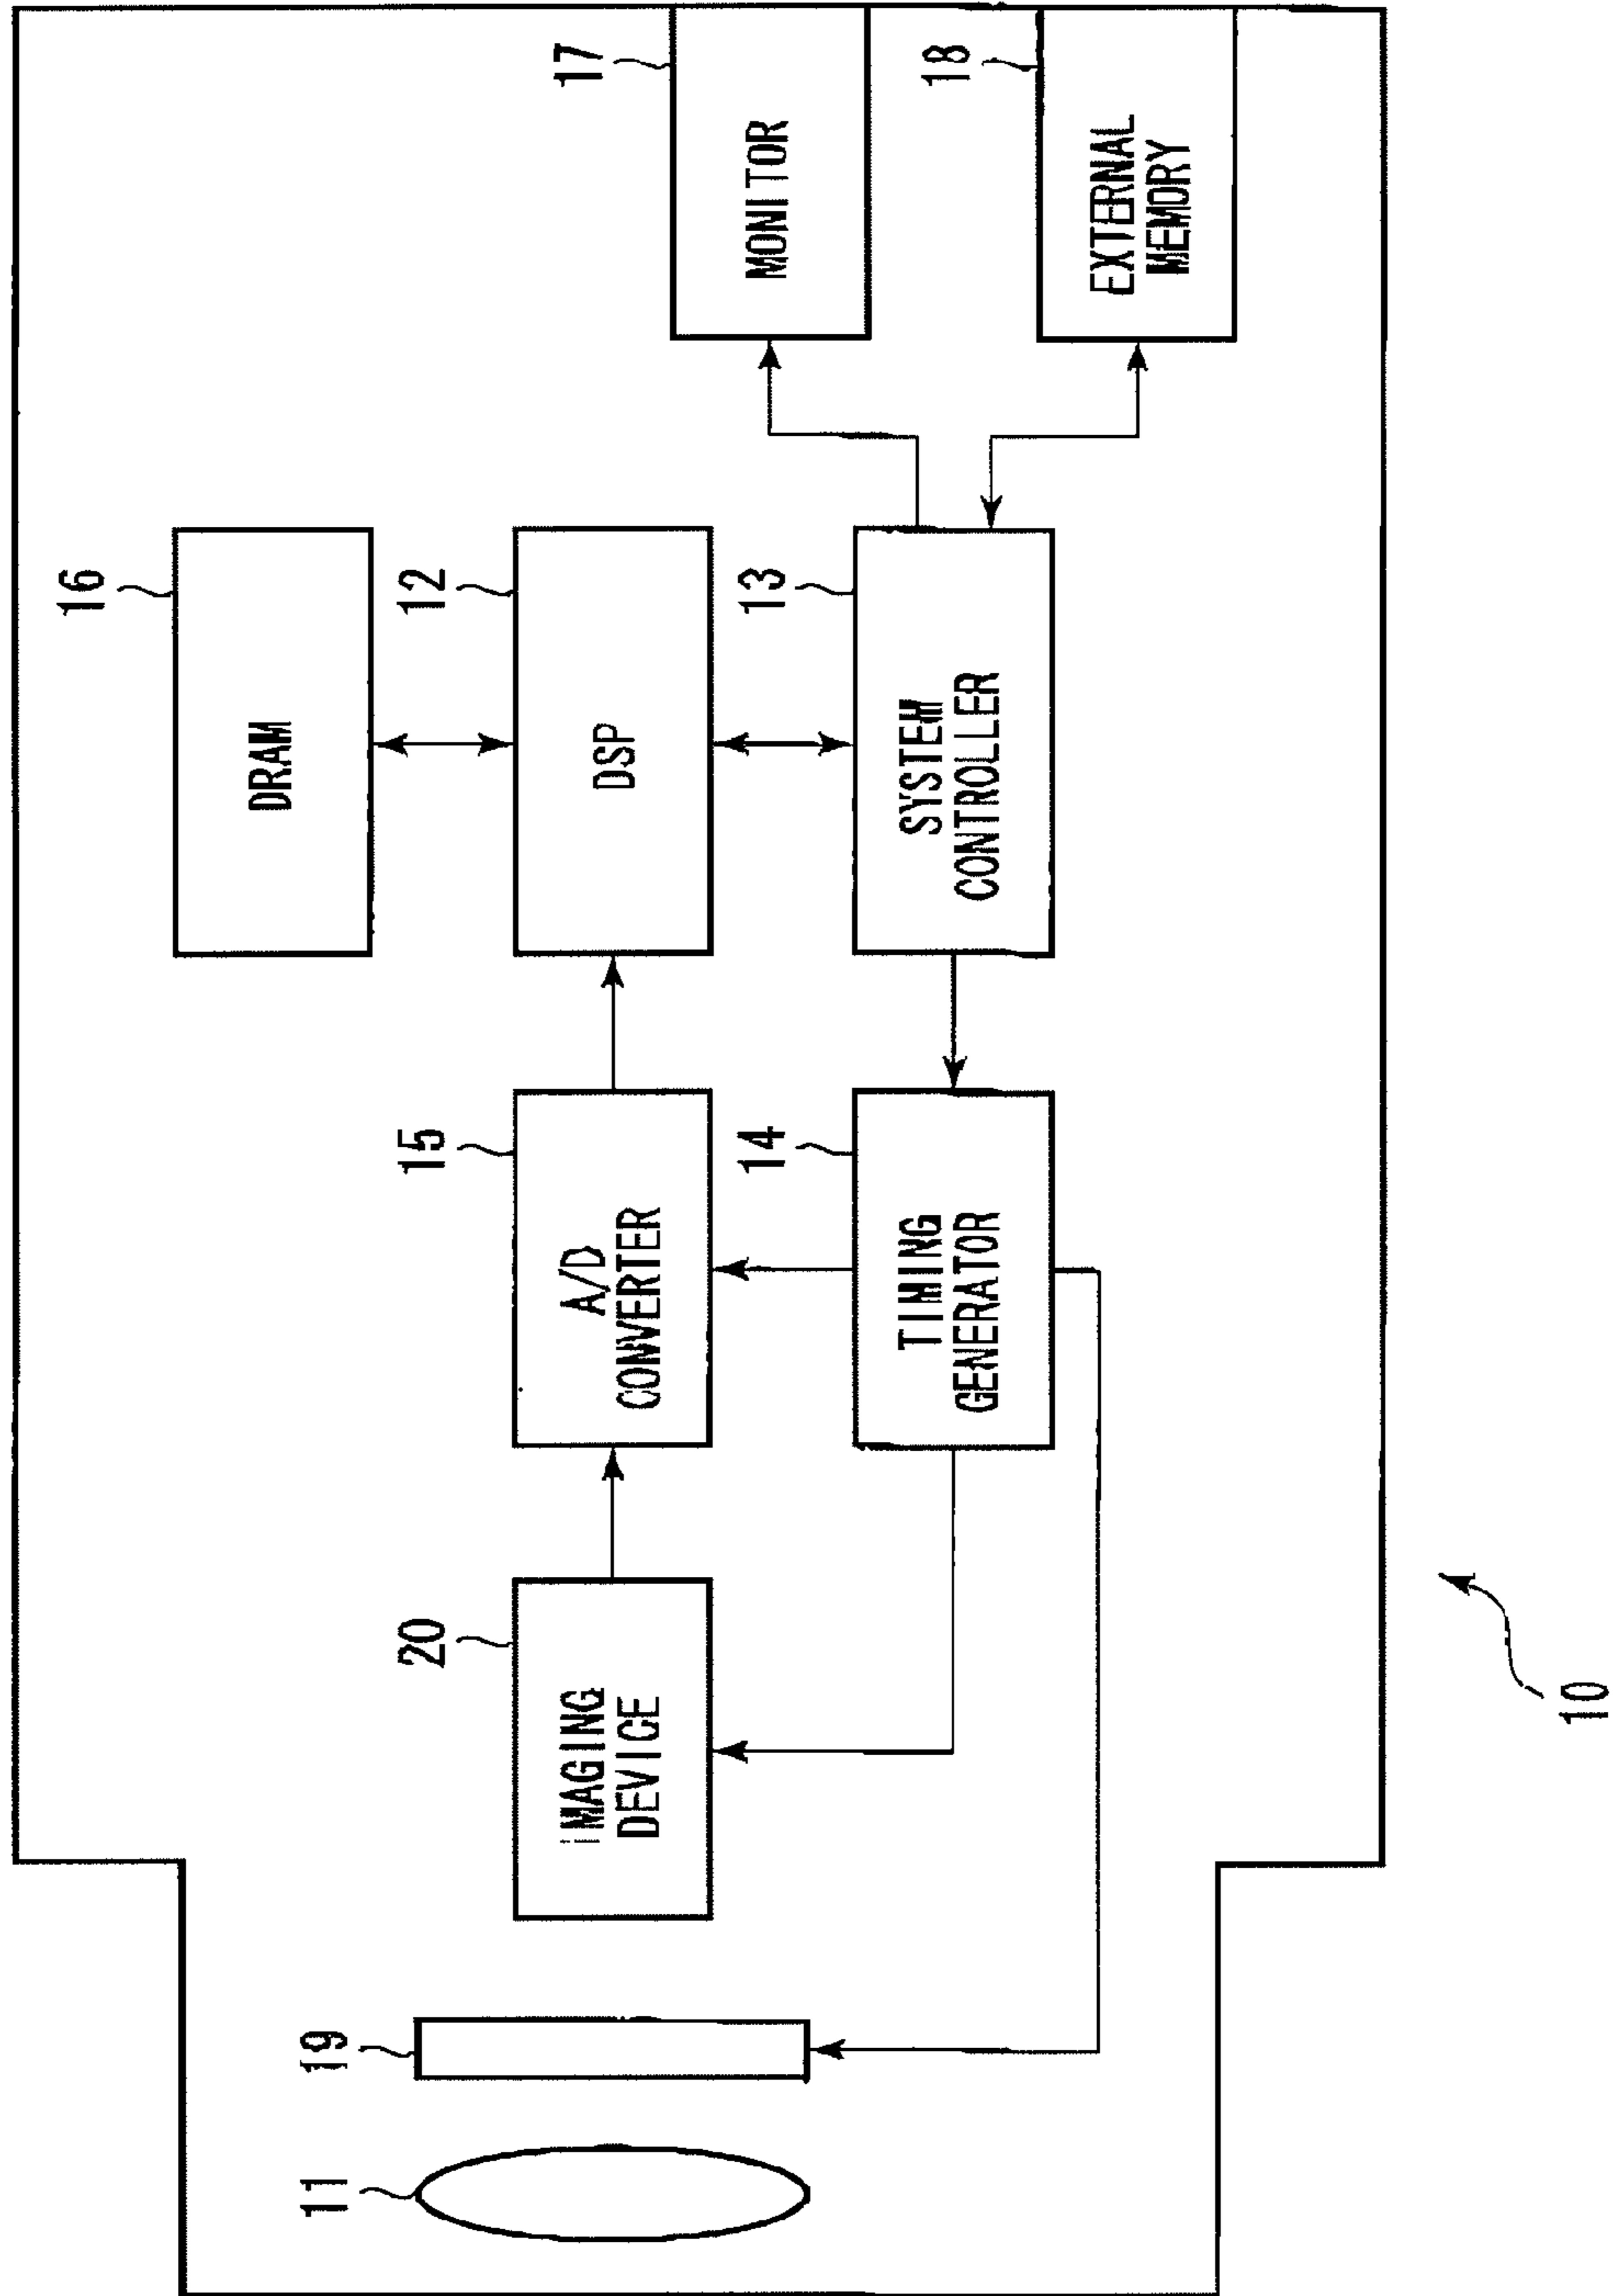 16
DRAM
11
19
20
15
12
IMAGING
DEVICE
A/D
CONVERTER
DSP
17
MONITOR
14
13
TIMING
GENERATOR
SYSTEM
CONTROLLER
18
EXTERNAL
MEMORY
10